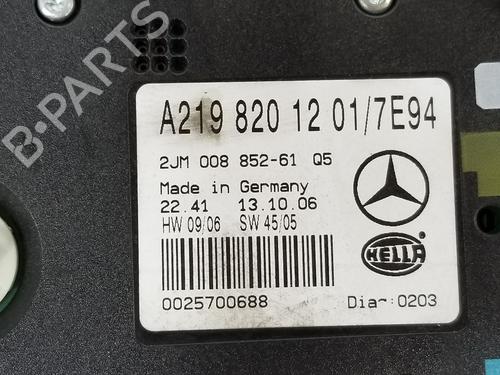 B-PARTS
A219 820 12 01/7E94
2JM 008 852-61 Q5
Made in Germany
22.41 13.10.06
HW 09/06 SW 45/05
HELLA
0025700688 Dia-:0203